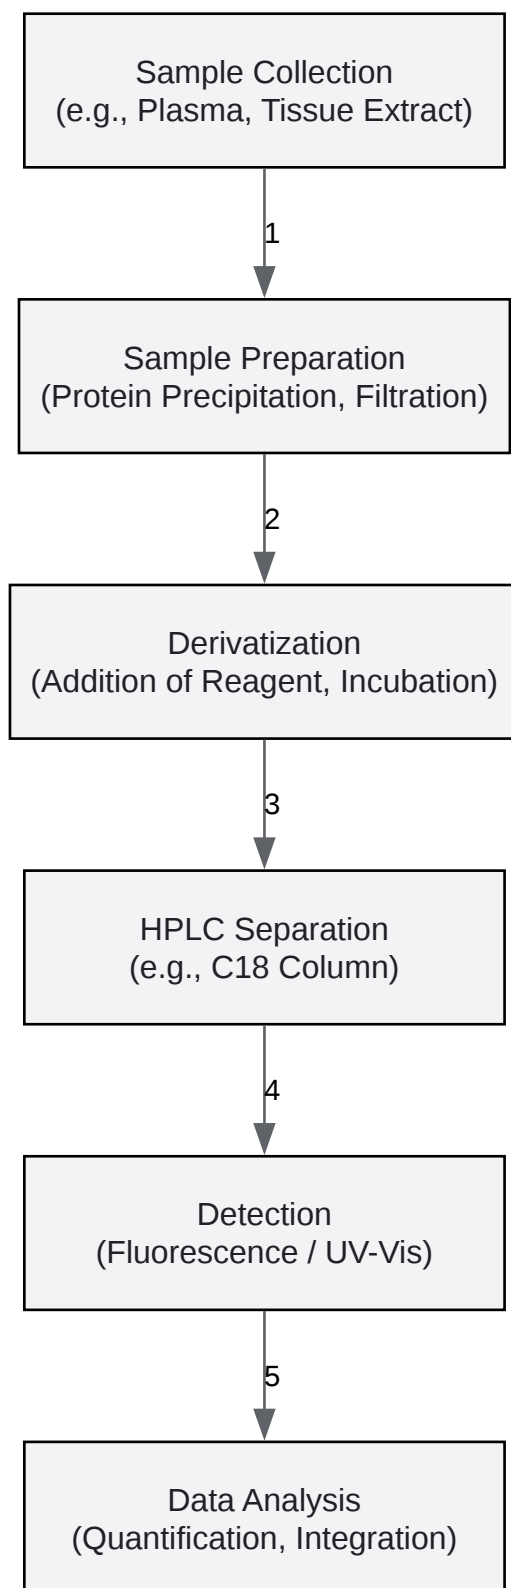 Sample Collection
(e.g., Plasma, Tissue Extract)
1
Sample Preparation
(Protein Precipitation, Filtration)
2
Derivatization
(Addition of Reagent, Incubation)
3
HPLC Separation
(e.g., C18 Column)
4
Detection
(Fluorescence / UV-Vis)
5
Data Analysis
(Quantification, Integration)